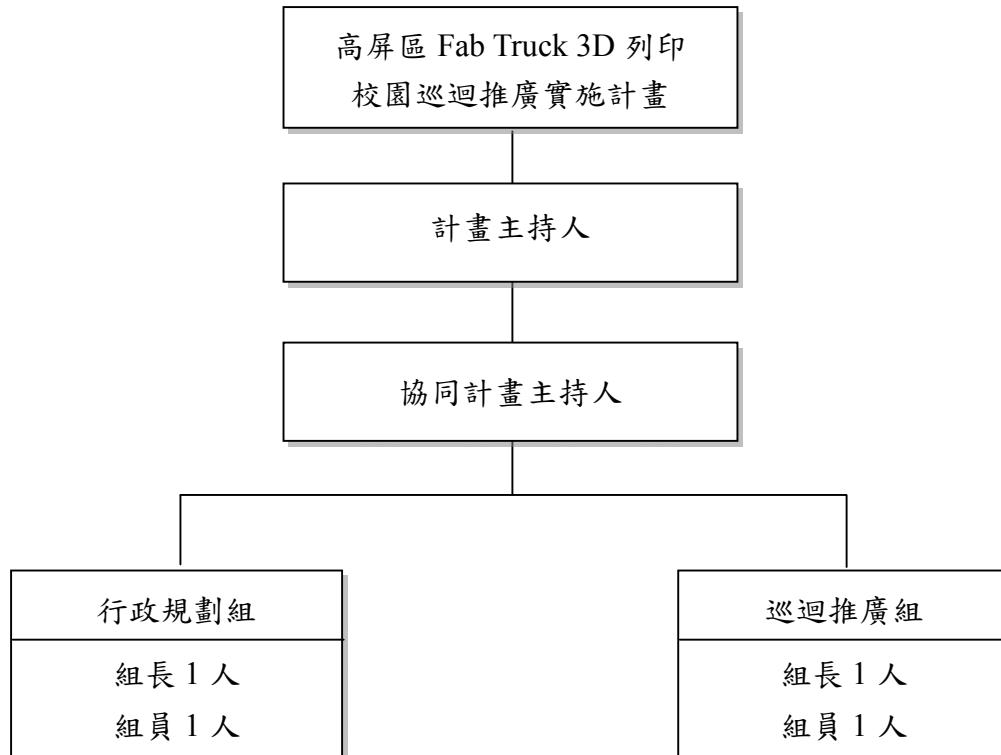 高屏區 Fab Truck 3D 列印
校園巡迴推廣實施計畫
計畫主持人
協同計畫主持人
行政規劃組
組長 1 人
組員 1 人
巡迴推廣組
組長 1 人
組員 1 人